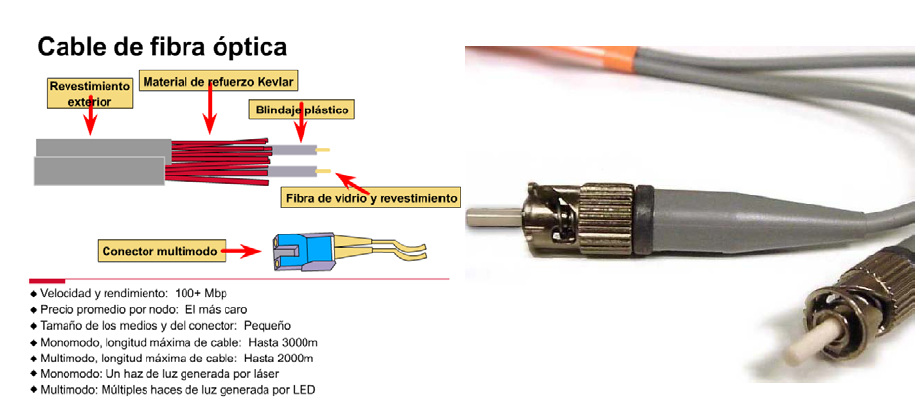 Cable de fibra óptica
Revestimiento
exterior
Material de refuerzo Kevlar
Blindaje plástico
Fibra de vidrio y revestimiento
Conector multimodo
◆ Velocidad y rendimiento: 100+ Mbp
◆ Precio promedio por nodo: El más caro
◆ Tamaño de los medios y del conector: Pequeño
◆ Monomodo, longitud máxima de cable: Hasta 3000m
◆ Multimodo, longitud máxima de cable: Hasta 2000m
◆ Monomodo: Un haz de luz generada por láser
◆ Multimodo: Múltiples haces de luz generada por LED